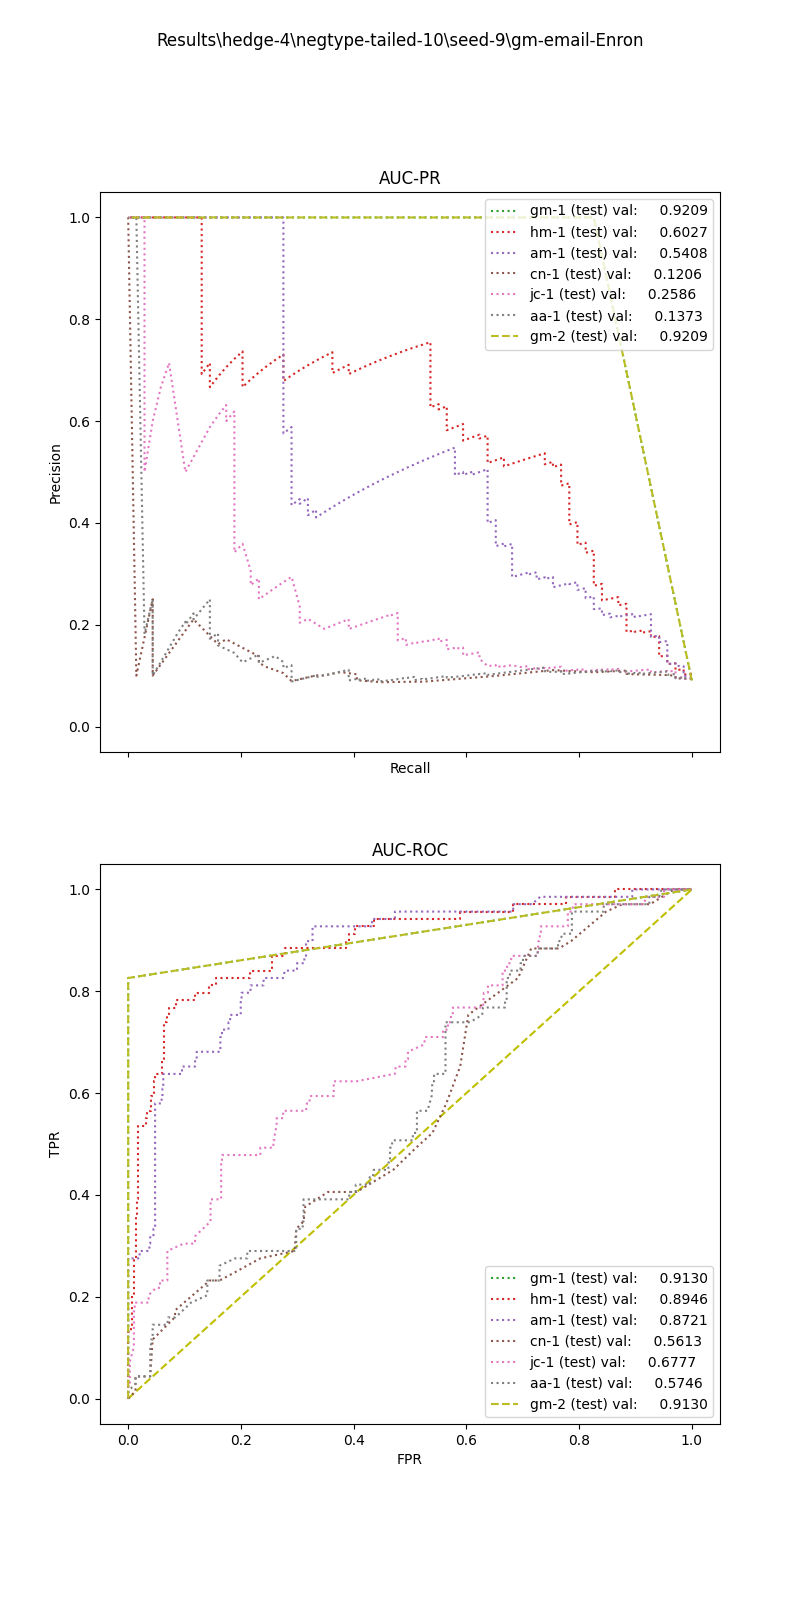 Results\hedge-4\negtype-tailed-10\seed-9\gm-email-Enron
AUC-PR
gm-1 (test) val: 0.9209
hm-1 (test) val: 0.6027
am-1 (test) val: 0.5408
cn-1 (test) val: 0.1206
jc-1 (test) val: 0.2586
aa-1 (test) val: 0.1373
gm-2 (test) val: 0.9209
1.0
0.8
0.6
0.4
0.2
0.0
Precision
Recall
AUC-ROC
1.0
0.8
0.6
0.4
0.2
0.0
TPR
gm-1 (test) val: 0.9130
hm-1 (test) val: 0.8946
am-1 (test) val: 0.8721
cn-1 (test) val: 0.5613
jc-1 (test) val: 0.6777
aa-1 (test) val: 0.5746
gm-2 (test) val: 0.9130
0.0 0.2 0.4 0.6 0.8 1.0
FPR